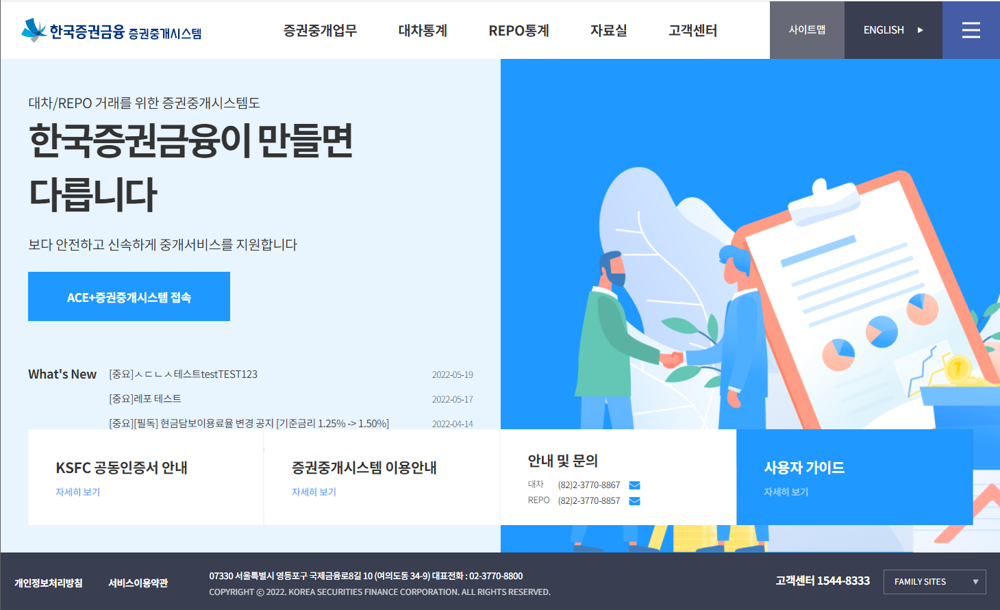 한국증권금융 증권중개시스템
증권중개업무 대차통계 REPO통계 자료실 고객센터
사이트맵 ENGLISH ▶
대차/REPO 거래를 위한 증권중개시스템도
한국증권금융이 만들면
다릅니다
보다 안전하고 신속하게 중개서비스를 지원합니다
ACE+증권중개시스템 접속
What's New
[중요]ㅅㄷㄴㅅ테스트testTEST123 2022-05-19
[중요]레포 테스트 2022-05-17
[중요][필독] 현금담보이용료율 변경 공지 [기준금리 1.25% -> 1.50%] 2022-04-14
KSFC 공동인증서 안내
자세히 보기
증권중개시스템 이용안내
자세히 보기
안내 및 문의
대차 (82)2-3770-8867
REPO (82)2-3770-8857
사용자 가이드
자세히 보기
1
개인정보처리방침 서비스이용약관
07330 서울특별시 영등포구 국제금융로8길 10 (여의도동 34-9) 대표전화 : 02-3770-8800
COPYRIGHT ⓒ 2022. KOREA SECURITIES FINANCE CORPORATION. ALL RIGHTS RESERVED.
고객센터 1544-8333
FAMILY SITES ▼